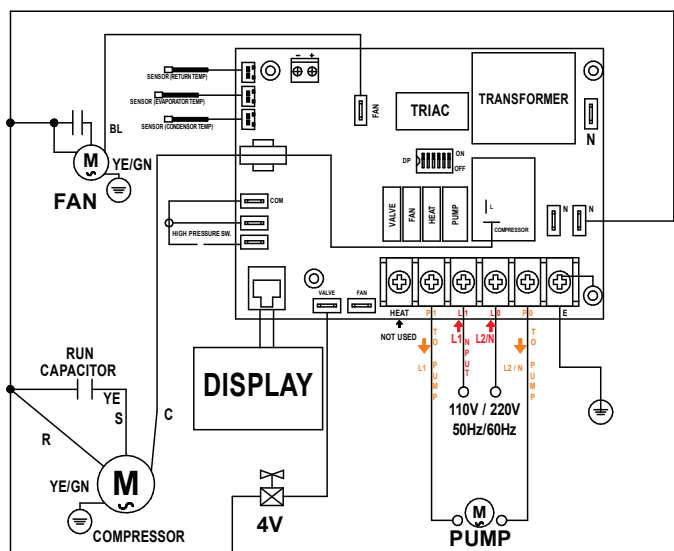 - +
SENSOR (RETURN TEMP)
SENSOR (EVAPORATOR TEMP)
SENSOR (CONDENSOR TEMP)
FAN
TRIAC
TRANSFORMER
N
BL
M
YE/GN
FAN
DP
ON
OFF
COM
HIGH PRESSURE SW.
VALVE
FAN
HEAT
PUMP
L
COMPRESSOR
N
N
VALVE
FAN
HEAT
P1
L1
L0
P0
E
NOT USED
L1
TO PUMP
L1
INPUT
L2/N
L2/N
TO PUMP
110V / 220V
50Hz/60Hz
RUN
CAPACITOR
YE
S
C
R
DISPLAY
M
YE/GN
COMPRESSOR
4V
M
PUMP